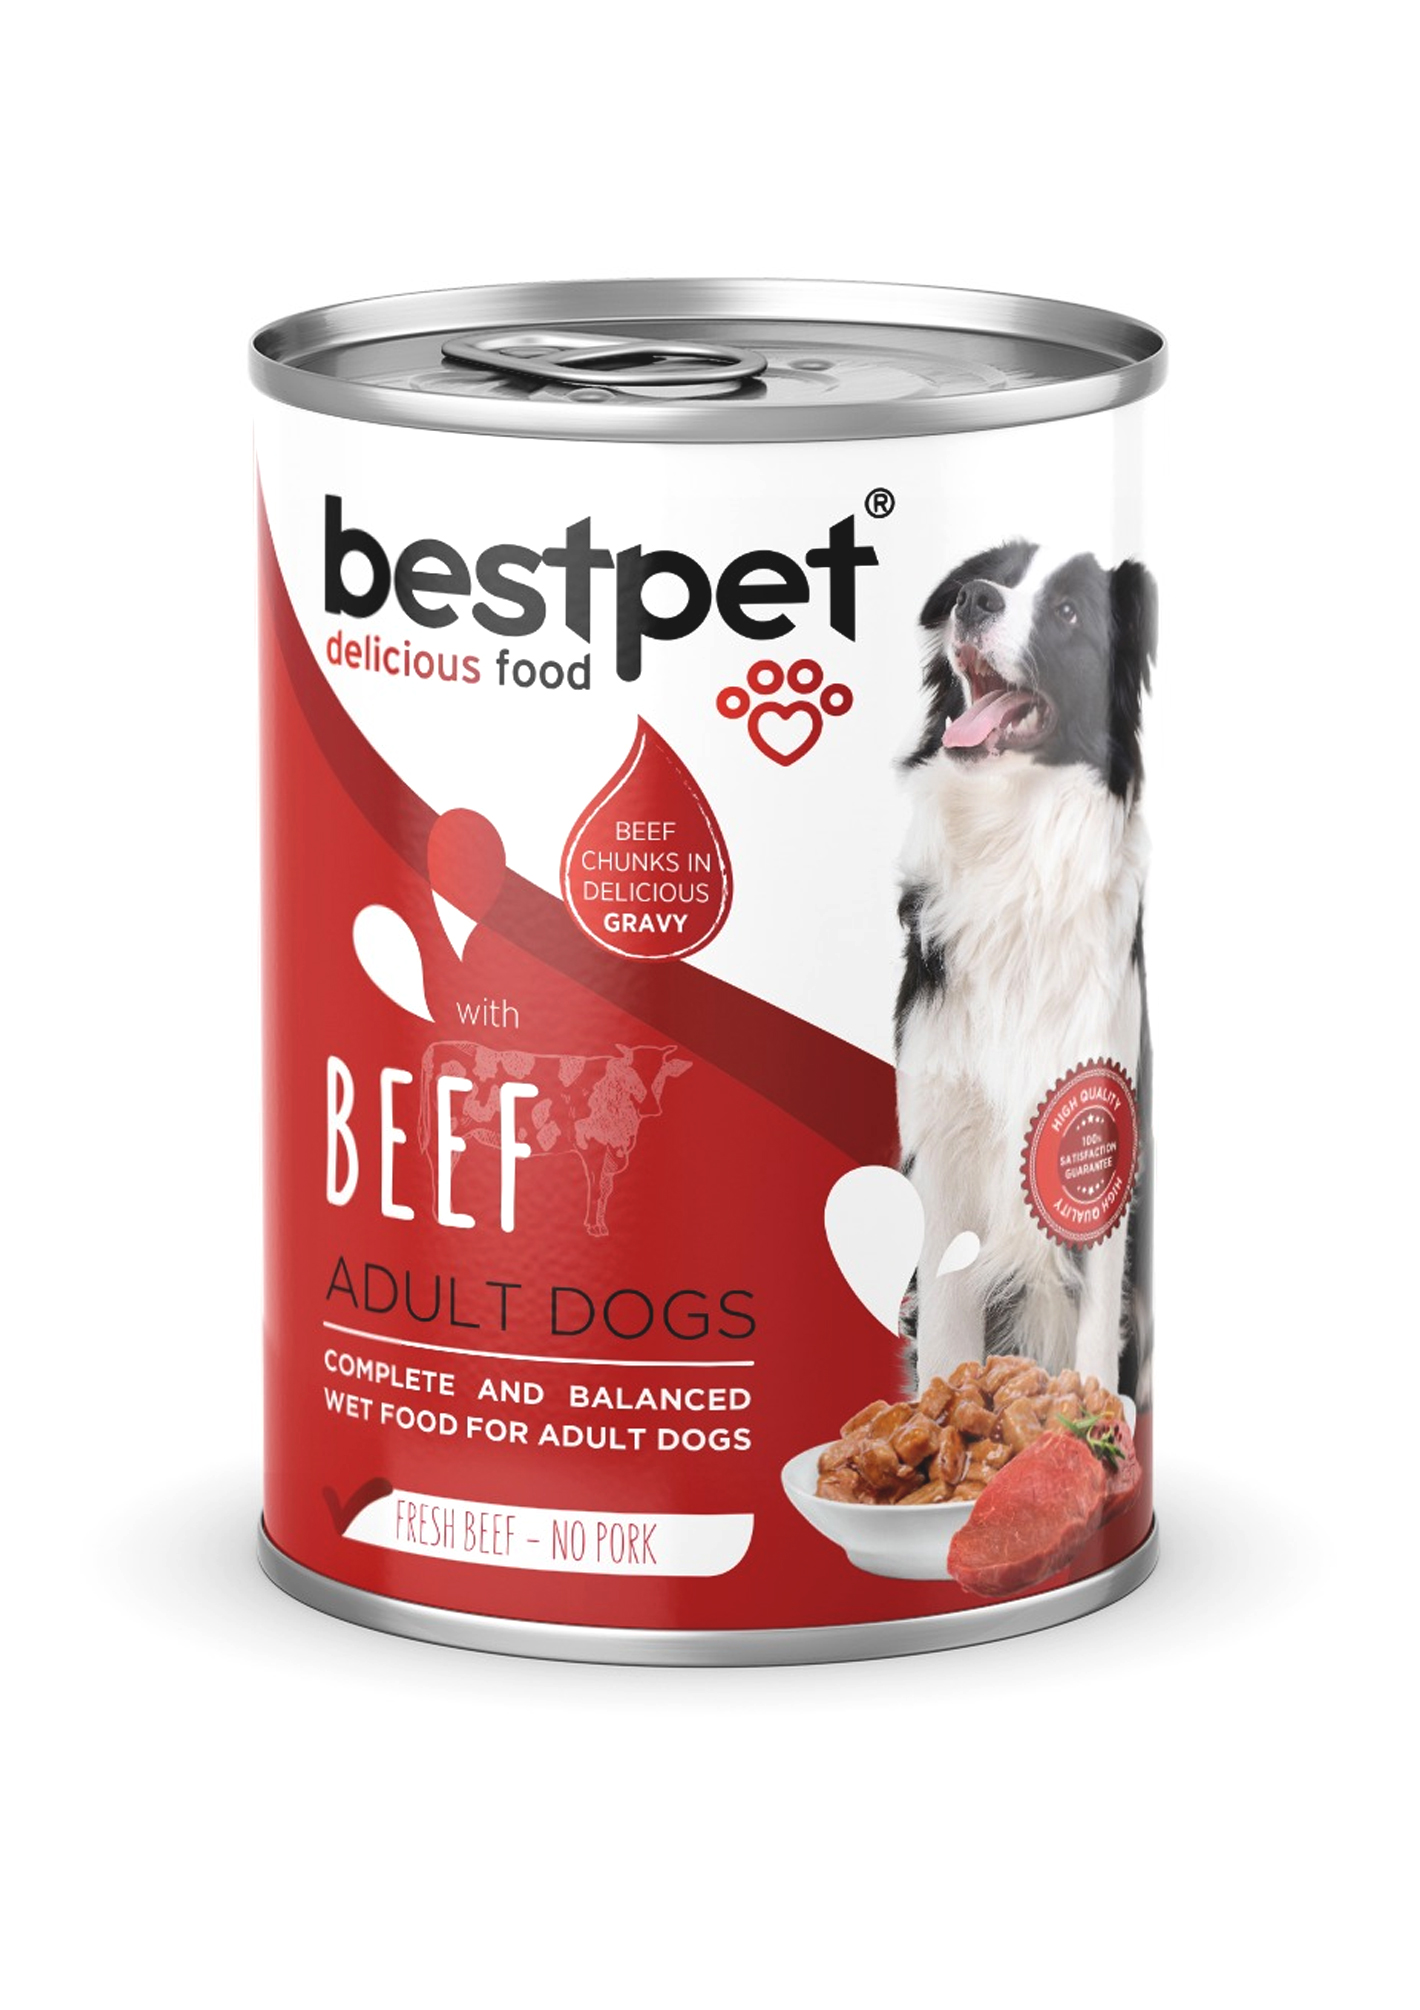 bestpet®
delicious food
BEEF
CHUNKS IN
DELICIOUS
GRAVY
with
BEEF
ADULT DOGS
COMPLETE AND BALANCED
WET FOOD FOR ADULT DOGS
FRESH BEEF – NO PORK
HIGH QUALITY
100%
SATISFACTION
GUARANTEE
HIGH QUALITY